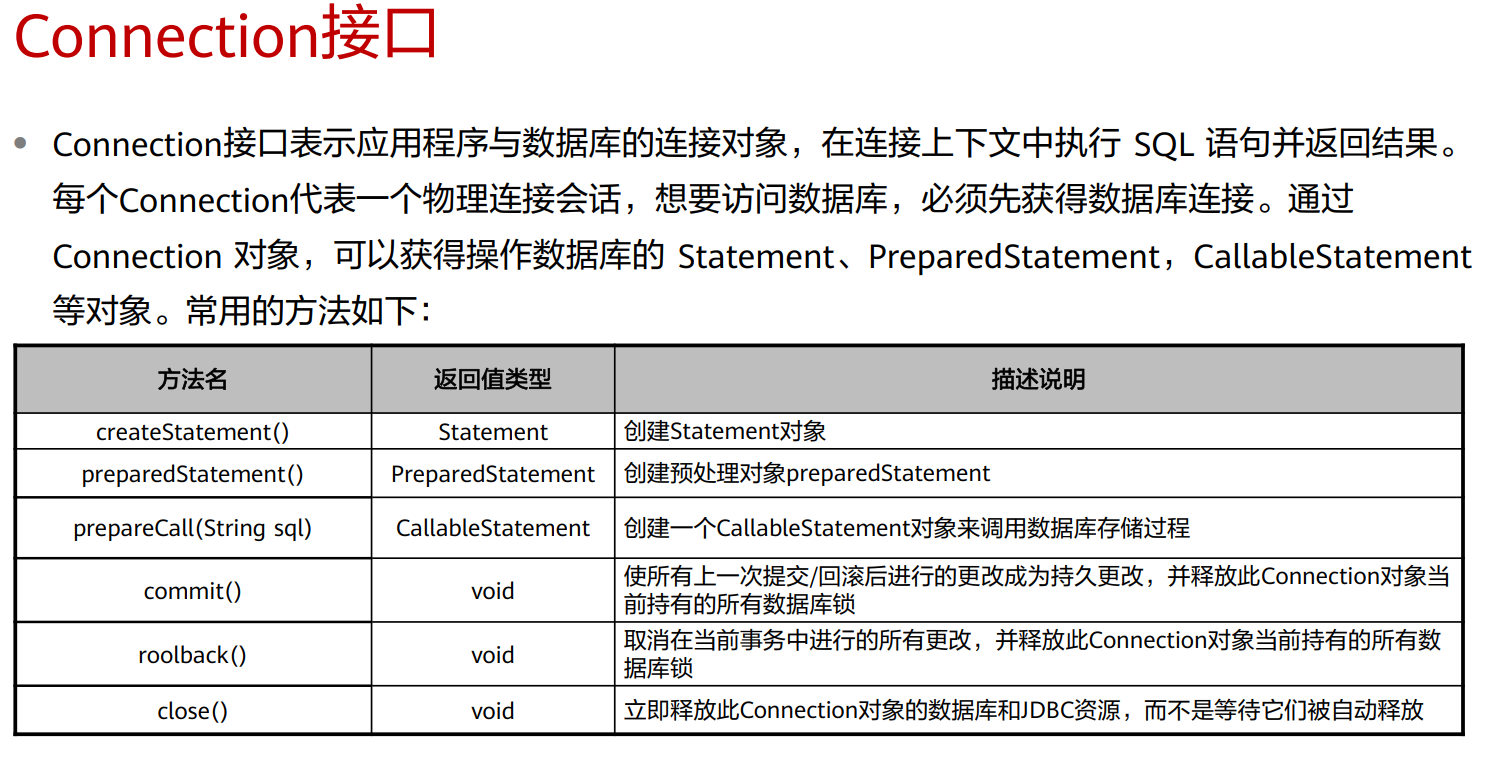 Connection接口
Connection接口表示应用程序与数据库的连接对象，在连接上下文中执行 SQL 语句并返回结果。
每个Connection代表一个物理连接会话，想要访问数据库，必须先获得数据库连接。通过
Connection 对象，可以获得操作数据库的 Statement、PreparedStatement，CallableStatement
等对象。常用的方法如下：
方法名 返回值类型 描述说明
createStatement() Statement 创建Statement对象
preparedStatement() PreparedStatement 创建预处理对象preparedStatement
prepareCall(String sql) CallableStatement 创建一个CallableStatement对象来调用数据库存储过程
commit() void 使所有上一次提交/回滚后进行的更改成为持久更改，并释放此Connection对象当
前持有的所有数据库锁
roolback() void 取消在当前事务中进行的所有更改，并释放此Connection对象当前持有的所有数
据库锁
close() void 立即释放此Connection对象的数据库和JDBC资源，而不是等待它们被自动释放